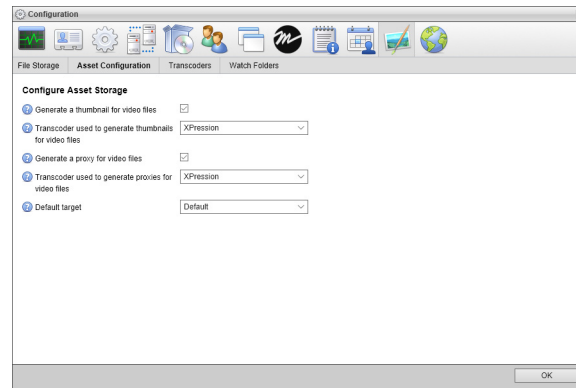 Configuration
File Storage Asset Configuration Transcoders Watch Folders
Configure Asset Storage
Generate a thumbnail for video files
Transcoder used to generate thumbnails XPression
for video files
Generate a proxy for video files
Transcoder used to generate proxies for XPression
video files
Default target Default
OK